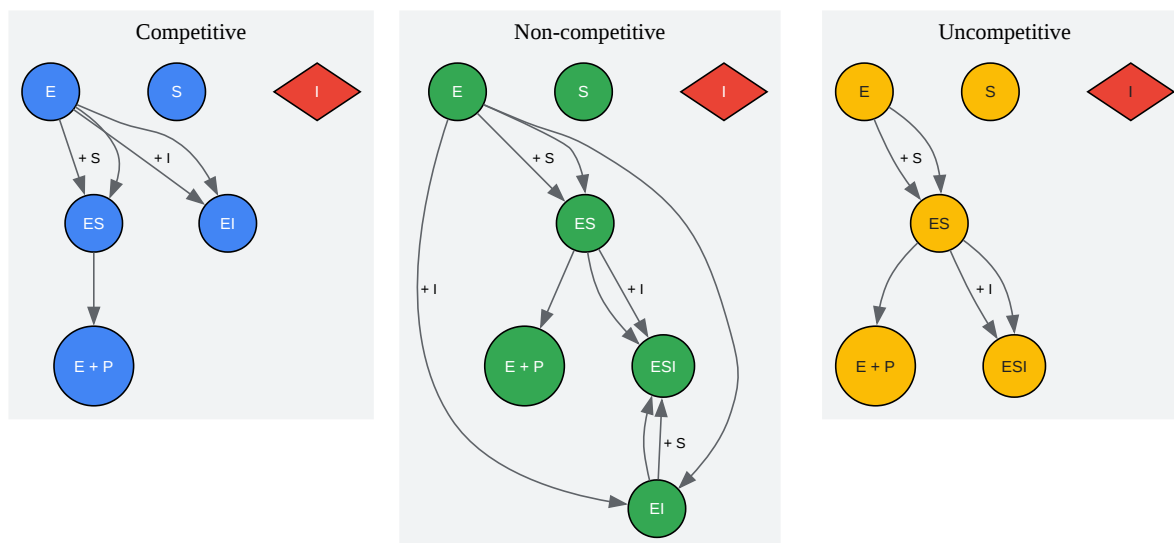 Competitive
E
S
I
+ S
+ I
ES
EI
E + P
Non-competitive
E
S
I
+ S
ES
+ I
+ I
E + P
ESI
+ S
EI
Uncompetitive
E
S
I
+ S
ES
+ I
E + P
ESI